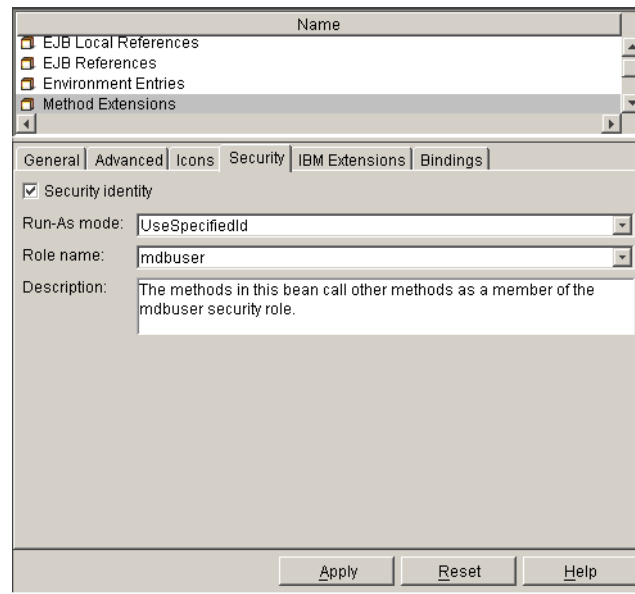 Name
EJB Local References
EJB References
Environment Entries
Method Extensions
General Advanced Icons Security IBM Extensions Bindings
Security identity
Run-As mode: UseSpecifiedId
Role name: mdbuser
Description: The methods in this bean call other methods as a member of the
mdbuser security role.
Apply Reset Help